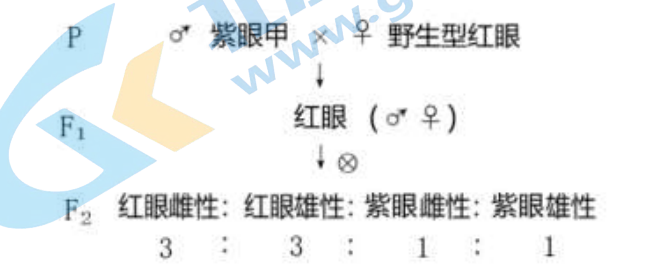 P ♂ 紫眼甲 × ♀ 野生型红眼
↓
F₁ 红眼 (♂ ♀)
↓⊗
F₂ 红眼雌性: 红眼雄性: 紫眼雌性: 紫眼雄性
3 : 3 : 1 : 1